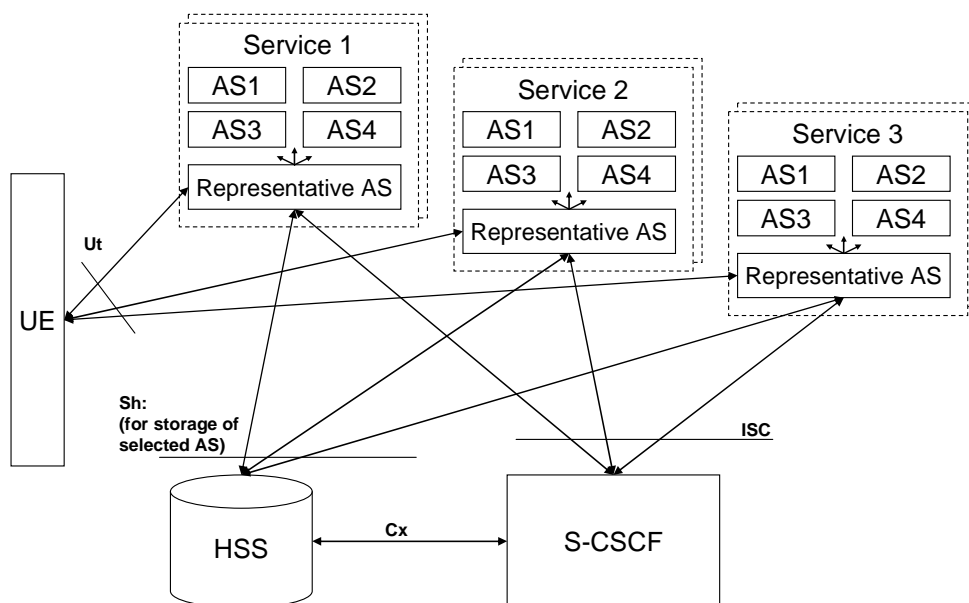 Service 1
AS1
AS2
AS3
AS4
Representative AS
Service 2
AS1
AS2
AS3
AS4
Representative AS
Service 3
AS1
AS2
AS3
AS4
Representative AS
Ut
UE
Sh:
(for storage of
selected AS)
ISC
HSS
Cx
S-CSCF